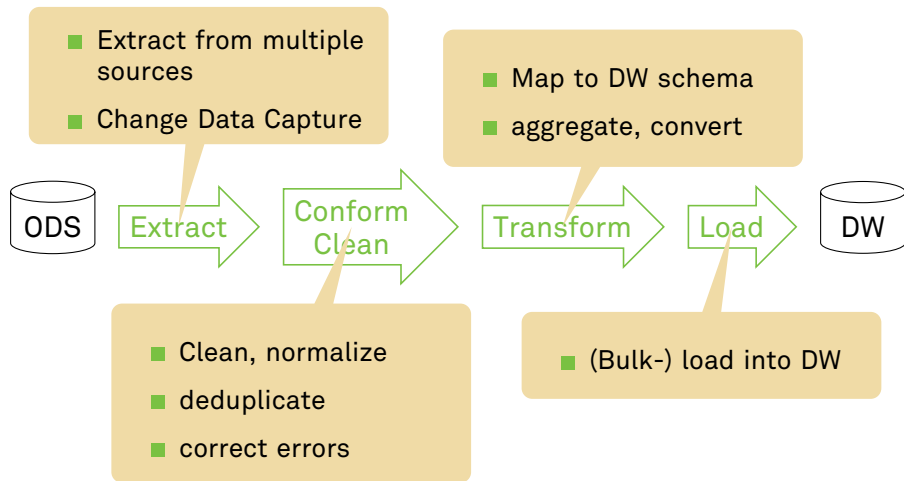 Extract from multiple
sources
Change Data Capture
Map to DW schema
aggregate, convert
ODS
Extract
Conform
Clean
Transform
Load
DW
Clean, normalize
deduplicate
correct errors
(Bulk-) load into DW